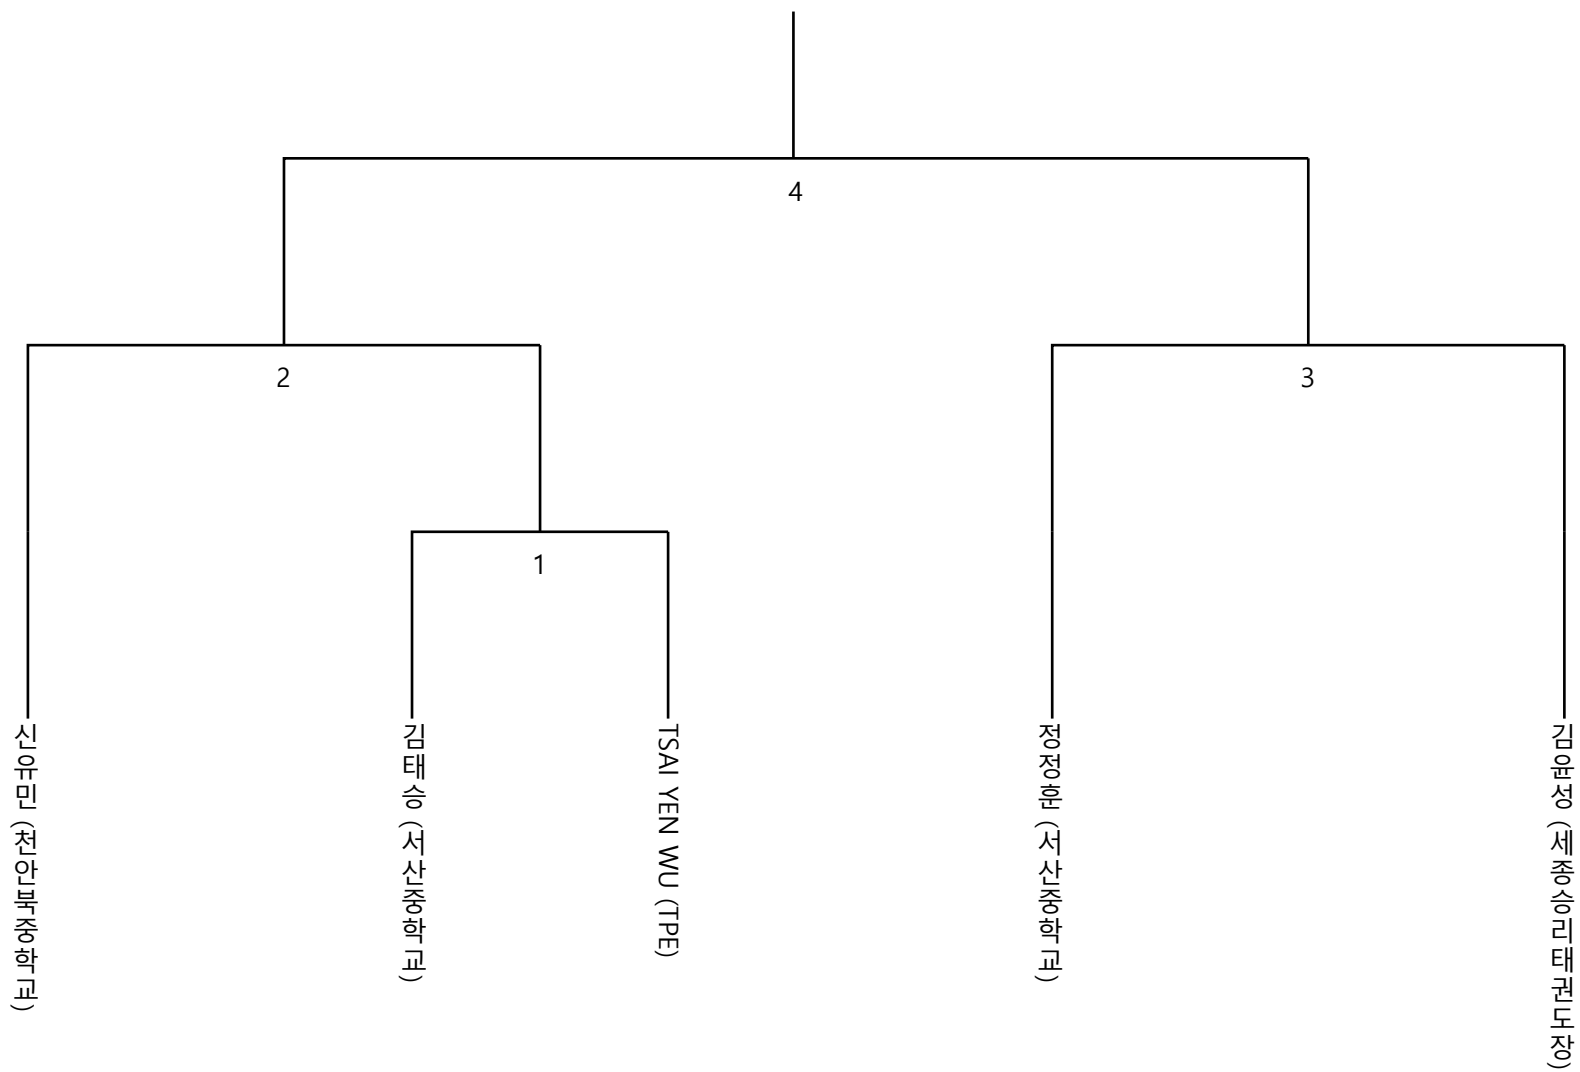 4
2
3
1
신유민 (천안북중학교)
김태승 (서산중학교)
TSAI YEN WU (TPE)
정정훈 (서산중학교)
김윤성 (세종승리태권도장)